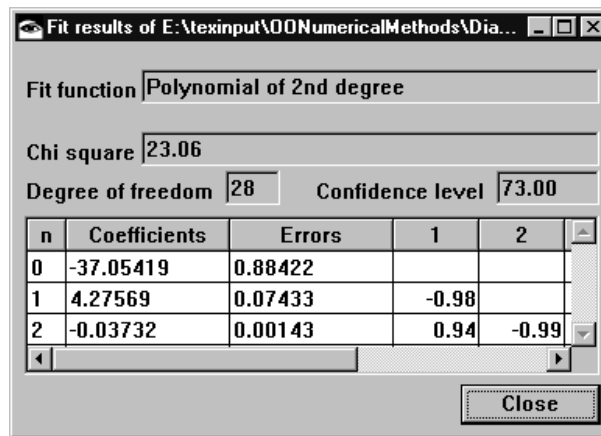 Fit results of E:\texinput\OONumericalMethods\Dia...
Fit function Polynomial of 2nd degree
Chi square 23.06
Degree of freedom 28 Confidence level 73.00
n Coefficients Errors 1 2
0 -37.05419 0.88422
1 4.27569 0.07433 -0.98
2 -0.03732 0.00143 0.94 -0.99
Close